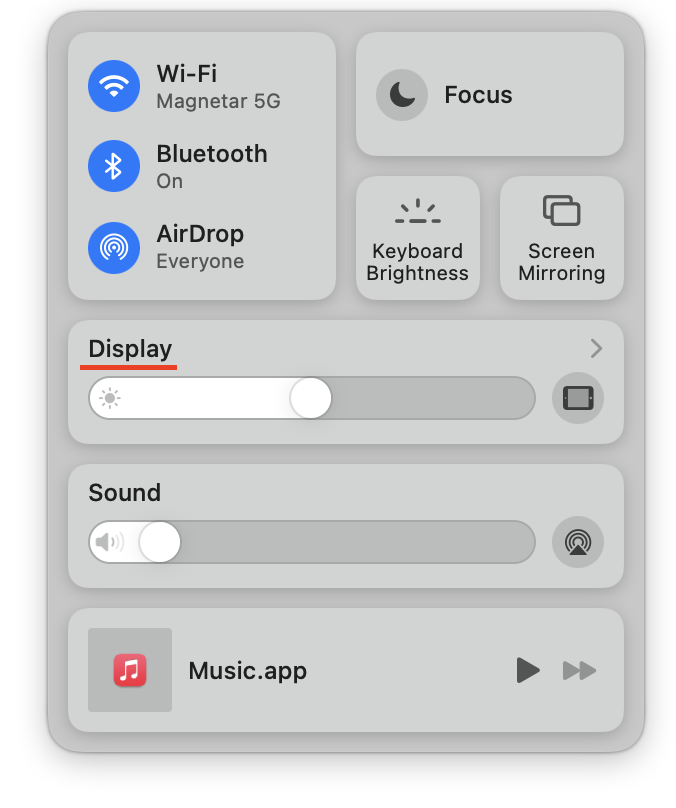 Wi-Fi
Magnetar 5G
Bluetooth
On
AirDrop
Everyone
Focus
Keyboard
Brightness
Screen
Mirroring
Display
Sound
Music.app